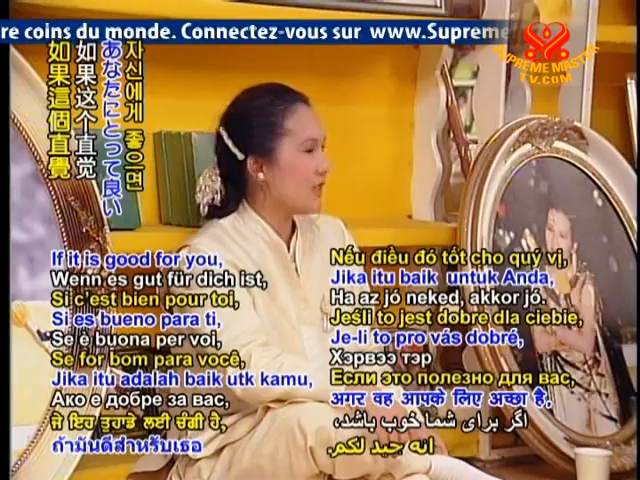 re coins du monde. Connectez-vous sur www.Supreme
SUPREME MASTER
TV.COM
如果這個直覺
如果这个直觉
あなたにとって良い
자신에게 좋으면
If it is good for you,
Wenn es gut für dich ist,
Si c'est bien pour toi,
Si es bueno para ti,
Se è buona per voi,
Se for bom para você,
Jika itu adalah baik utk kamu,
Ако е добре за вас,
ਜੇ ਇਹ ਤੁਹਾਡੇ ਲਈ ਚੰਗੀ ਹੈ,
ถ้ามันดีสำหรับเธอ
Nếu điều đó tốt cho quý vị,
Jika itu baik untuk Anda,
Ha az jó neked, akkor jó.
Jeśli to jest dobre dla ciebie,
Je-li to pro vás dobré,
Хэрвээ тэр
Если это полезно для вас,
अगर वह आपके लिए अच्छा है,
اگر برای شما خوب باشد،
انه جيد لكم.